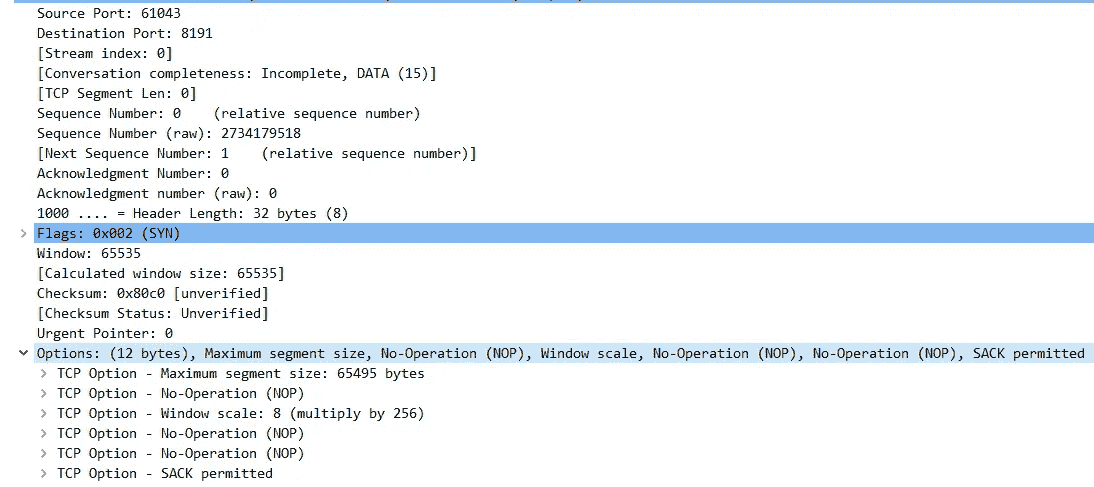 Source Port: 61043
Destination Port: 8191
[Stream index: 0]
[Conversation completeness: Incomplete, DATA (15)]
[TCP Segment Len: 0]
Sequence Number: 0    (relative sequence number)
Sequence Number (raw): 2734179518
[Next Sequence Number: 1    (relative sequence number)]
Acknowledgment Number: 0
Acknowledgment number (raw): 0
1000 .... = Header Length: 32 bytes (8)
Flags: 0x002 (SYN)
Window: 65535
[Calculated window size: 65535]
Checksum: 0x80c0 [unverified]
[Checksum Status: Unverified]
Urgent Pointer: 0
Options: (12 bytes), Maximum segment size, No-Operation (NOP), Window scale, No-Operation (NOP), No-Operation (NOP), SACK permitted
TCP Option - Maximum segment size: 65495 bytes
TCP Option - No-Operation (NOP)
TCP Option - Window scale: 8 (multiply by 256)
TCP Option - No-Operation (NOP)
TCP Option - No-Operation (NOP)
TCP Option - SACK permitted